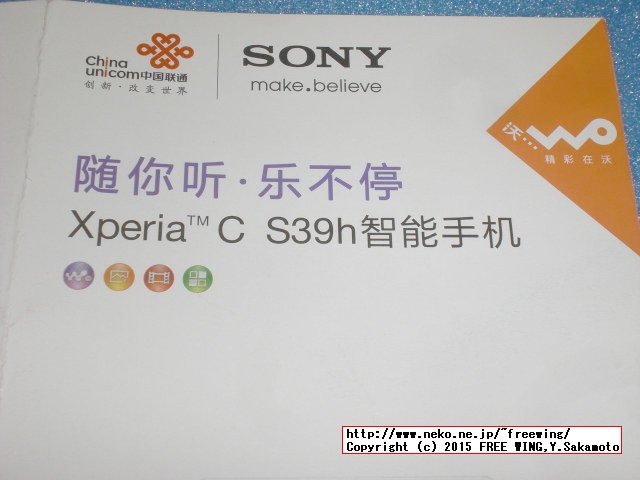 China
unicom中国联通
创新·改变世界
SONY
make.believe
沃…WO
精彩在沃
随你听·乐不停
Xperia™ C S39h智能手机
http://www.neko.ne.jp/~freewing/
Copyright (c) 2015 FREE WING,Y.Sakamoto